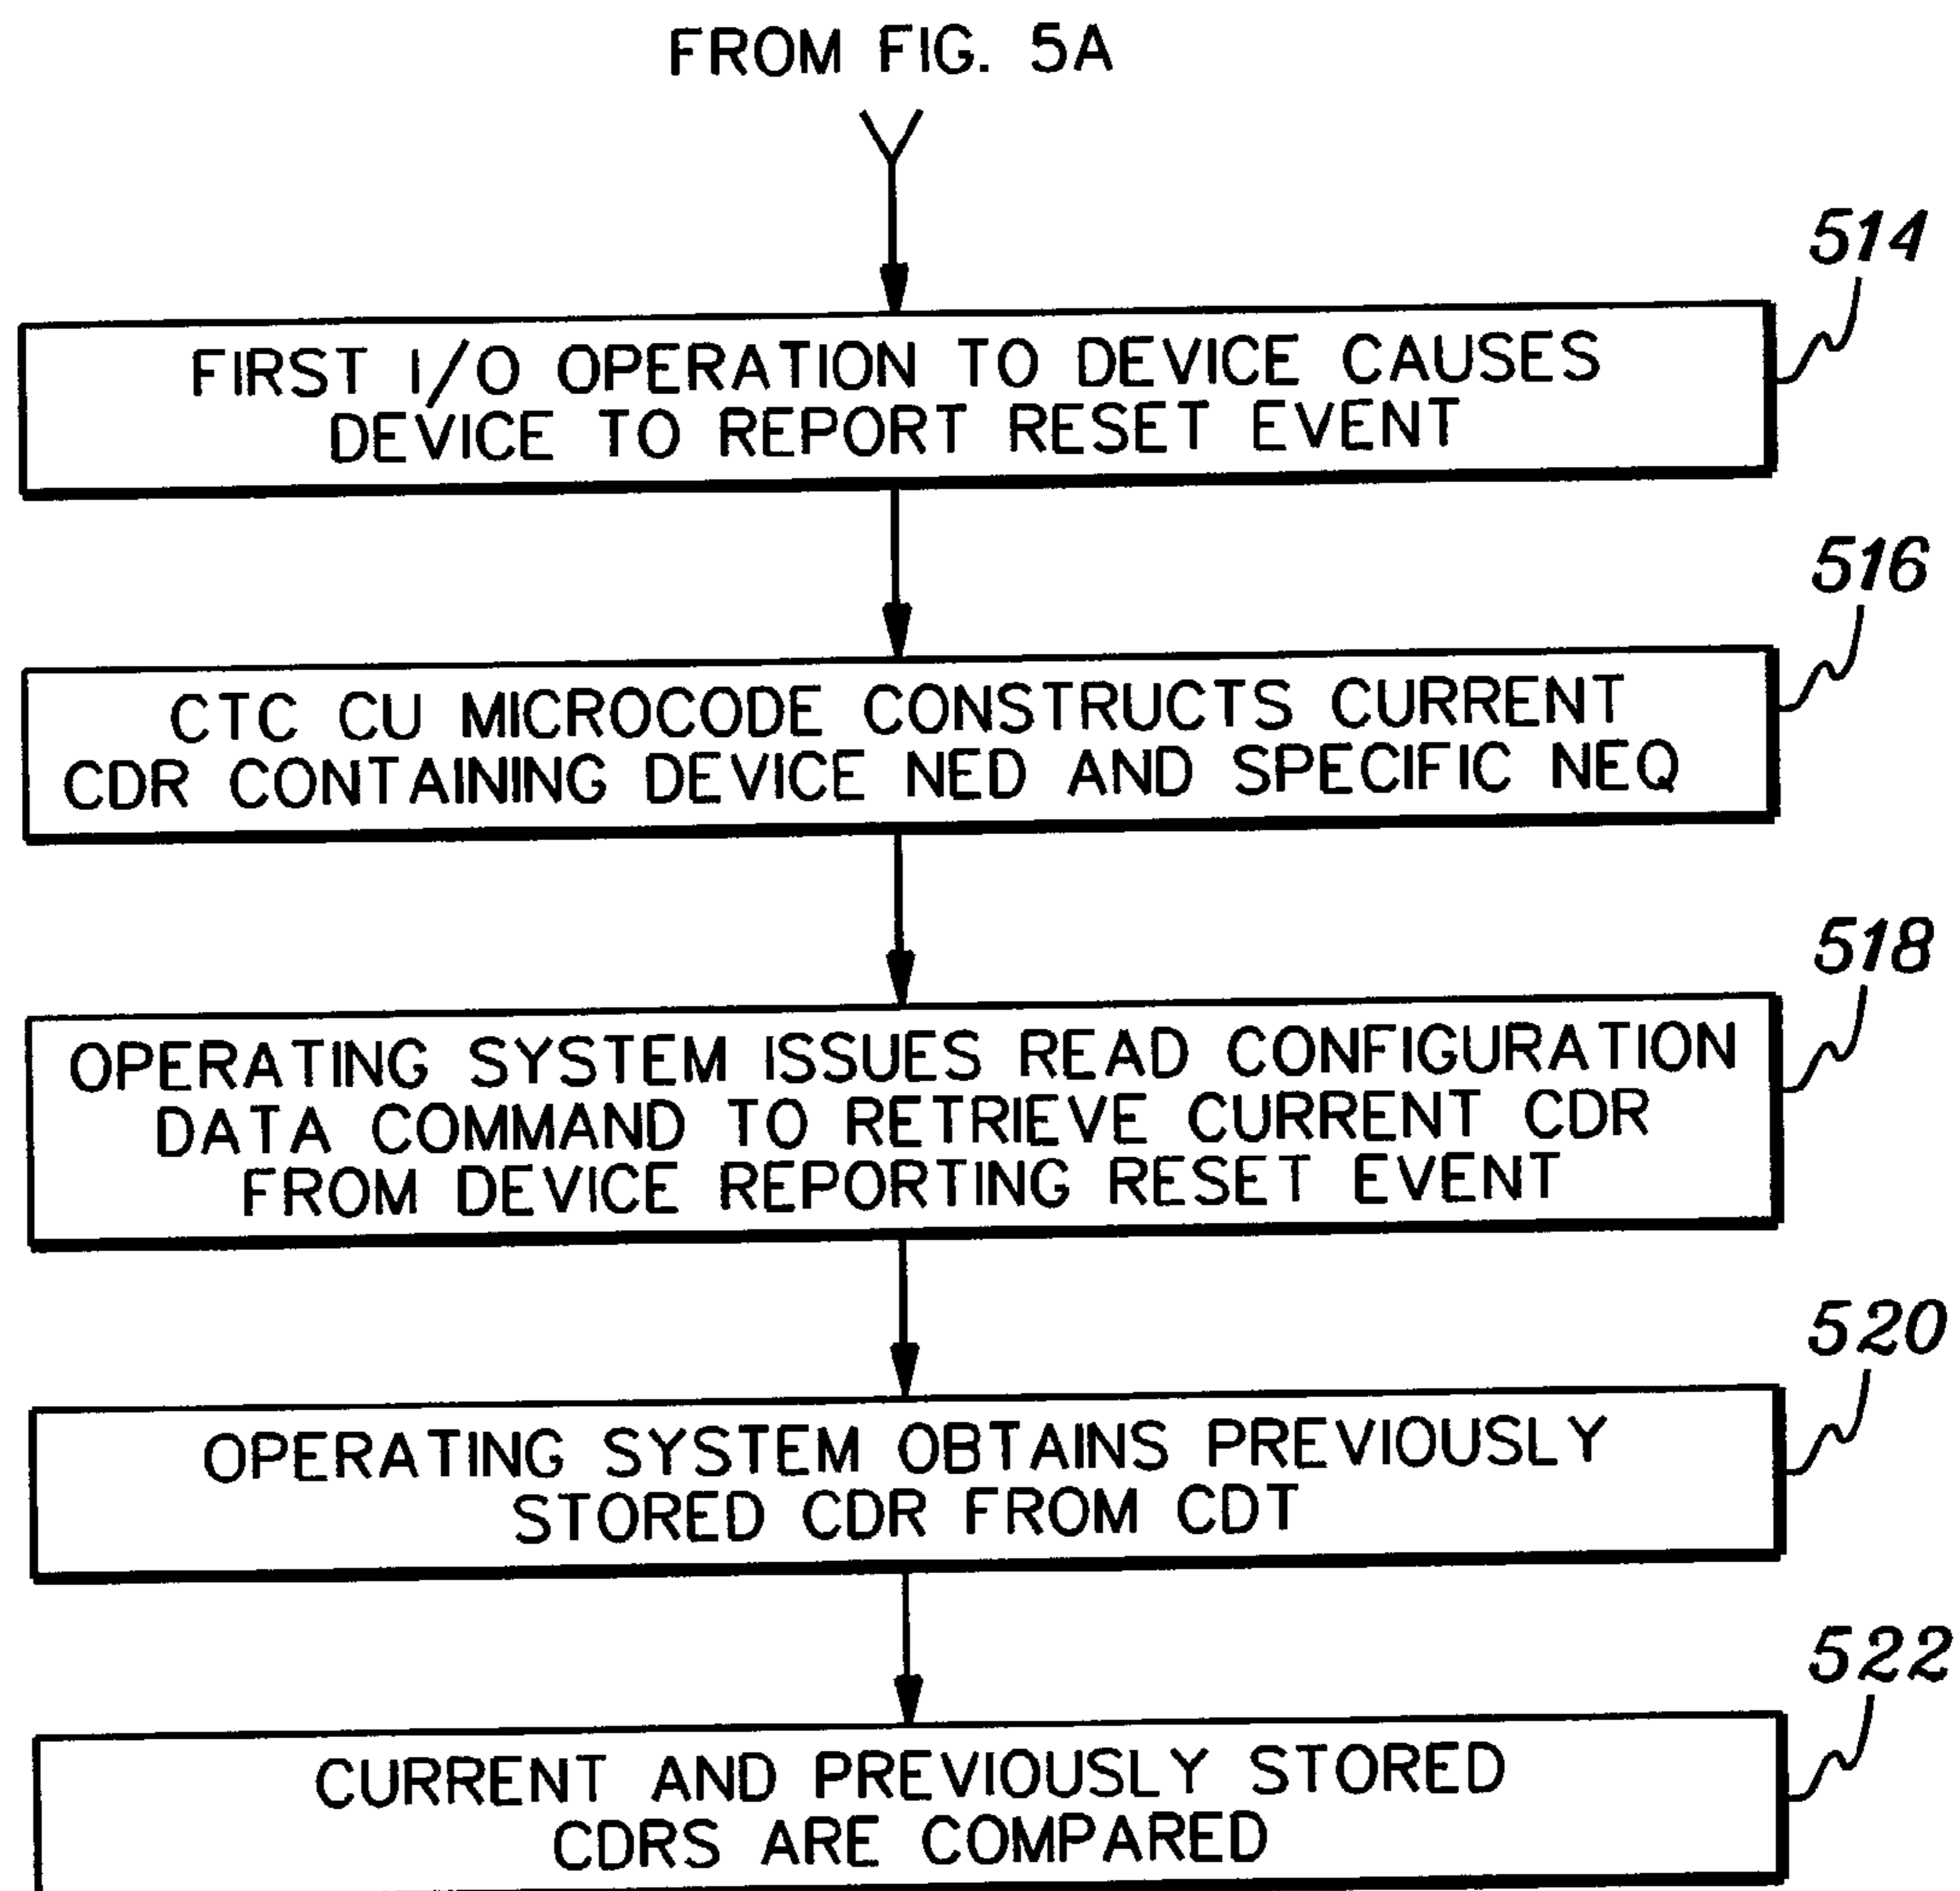 FROM FIG. 5A
514
FIRST I/O OPERATION TO DEVICE CAUSES
DEVICE TO REPORT RESET EVENT
516
CTC CU MICROCODE CONSTRUCTS CURRENT
CDR CONTAINING DEVICE NED AND SPECIFIC NEQ
518
OPERATING SYSTEM ISSUES READ CONFIGURATION
DATA COMMAND TO RETRIEVE CURRENT CDR
FROM DEVICE REPORTING RESET EVENT
520
OPERATING SYSTEM OBTAINS PREVIOUSLY
STORED CDR FROM CDT
522
CURRENT AND PREVIOUSLY STORED
CDRS ARE COMPARED